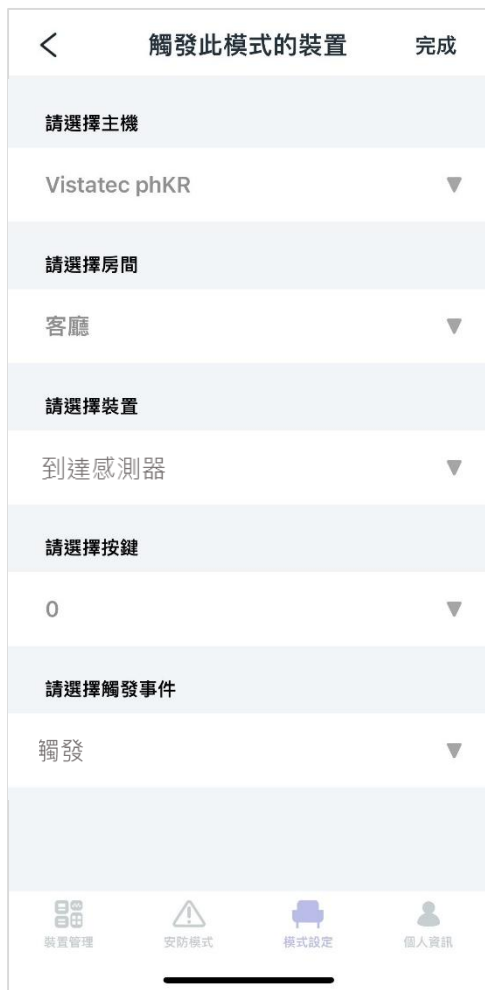 觸發此模式的裝置 完成
請選擇主機
Vistatec phKR
請選擇房間
客廳
請選擇裝置
到達感測器
請選擇按鍵
0
請選擇觸發事件
觸發
裝置管理 安防模式 模式設定 個人資訊